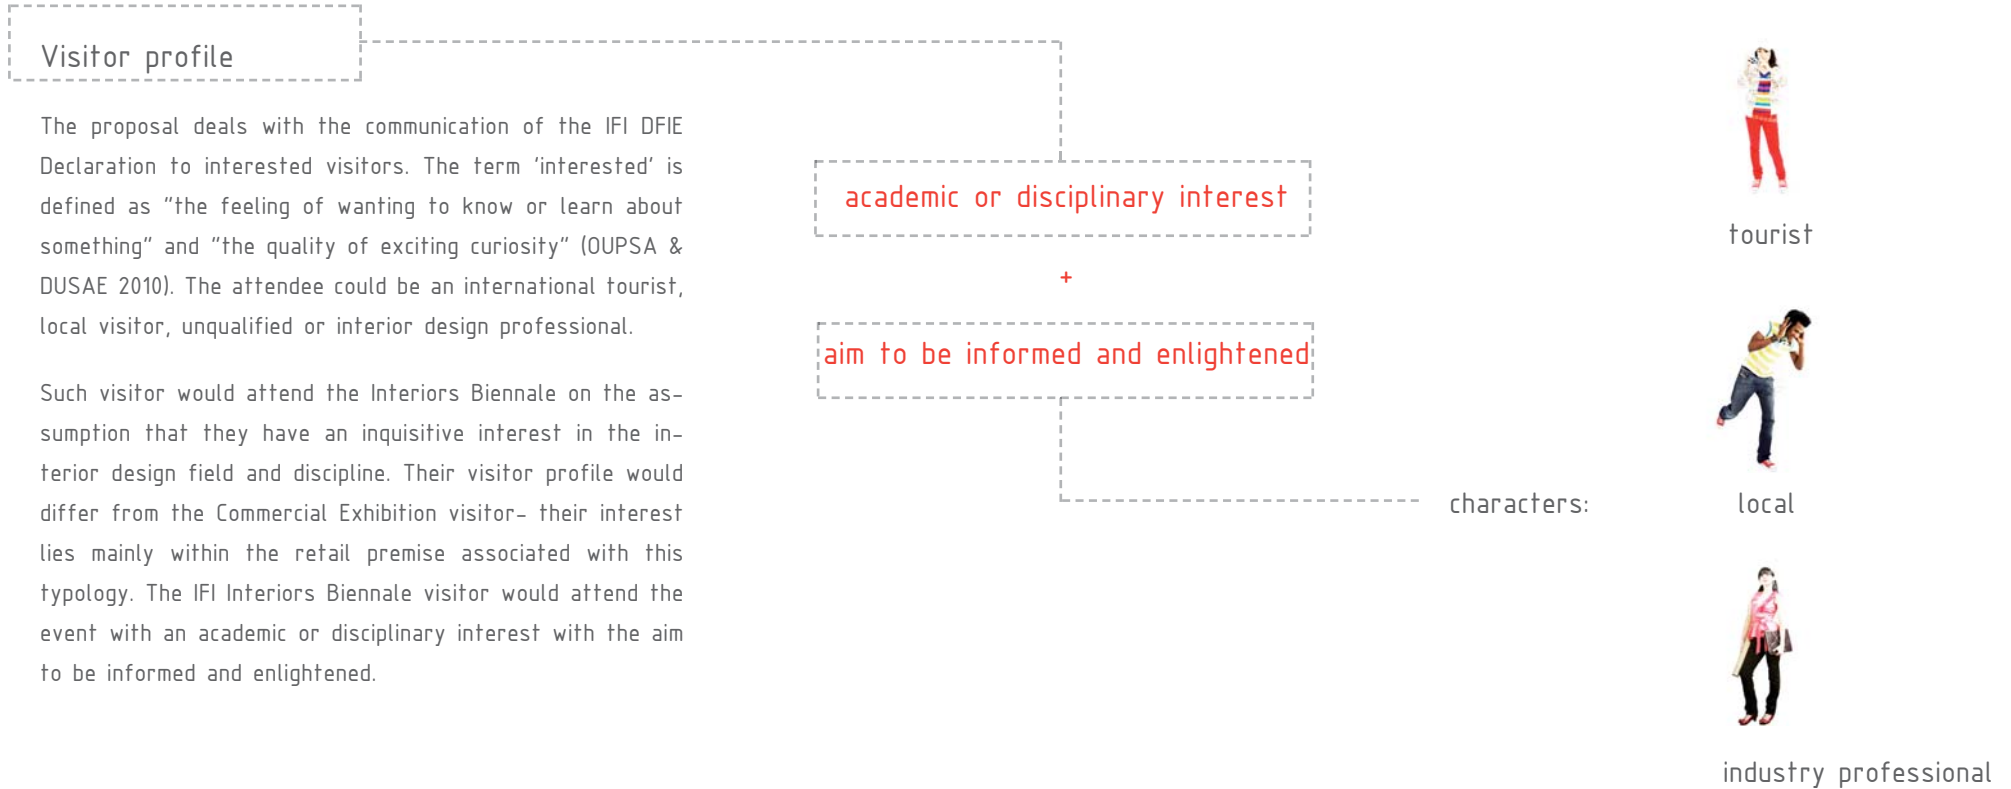 Visitor profile
The proposal deals with the communication of the IFI DFIE
Declaration to interested visitors. The term ‘interested’ is
defined as “the feeling of wanting to know or learn about
something” and “the quality of exciting curiosity” (OUPSA &
DUSAE 2010). The attendee could be an international tourist,
local visitor, unqualified or interior design professional.
Such visitor would attend the Interiors Biennale on the as-
sumption that they have an inquisitive interest in the in-
terior design field and discipline. Their visitor profile would
differ from the Commercial Exhibition visitor- their interest
lies mainly within the retail premise associated with this
typology. The IFI Interiors Biennale visitor would attend the
event with an academic or disciplinary interest with the aim
to be informed and enlightened.
academic or disciplinary interest
+
aim to be informed and enlightened
characters:
tourist
local
industry professional